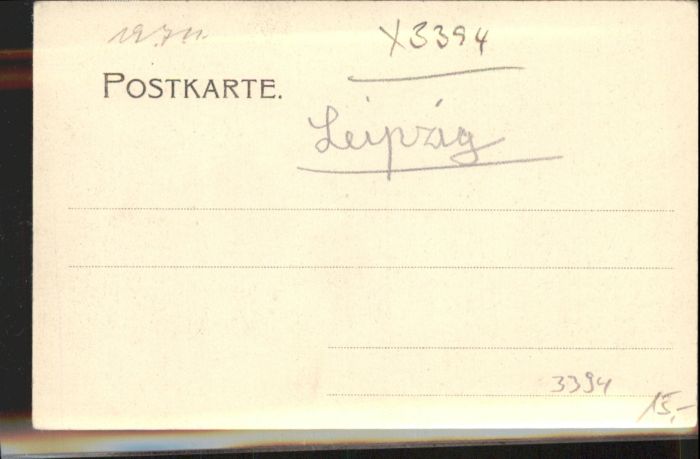 X3394
POSTKARTE.
Leipzig
3394
15,-